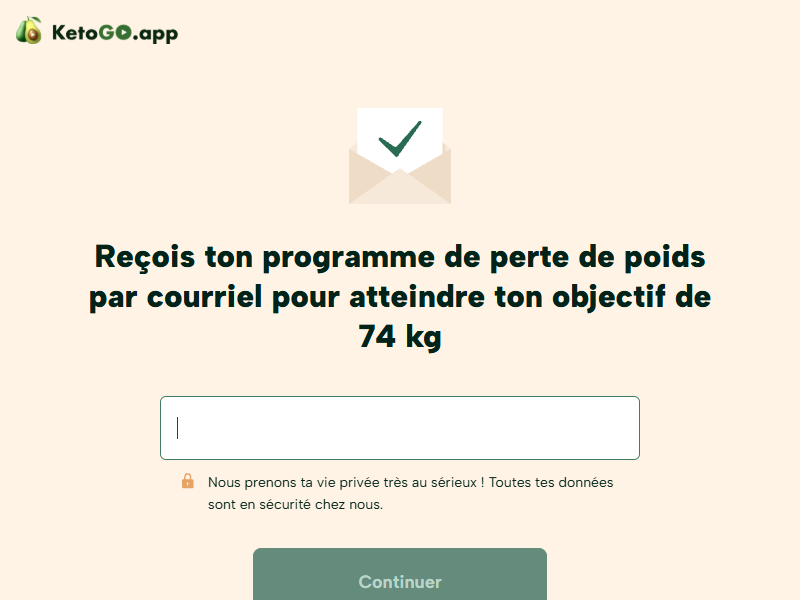 KetoGO.app
Reçois ton programme de perte de poids
par courriel pour atteindre ton objectif de
74 kg
Nous prenons ta vie privée très au sérieux ! Toutes tes données
sont en sécurité chez nous.
Continuer